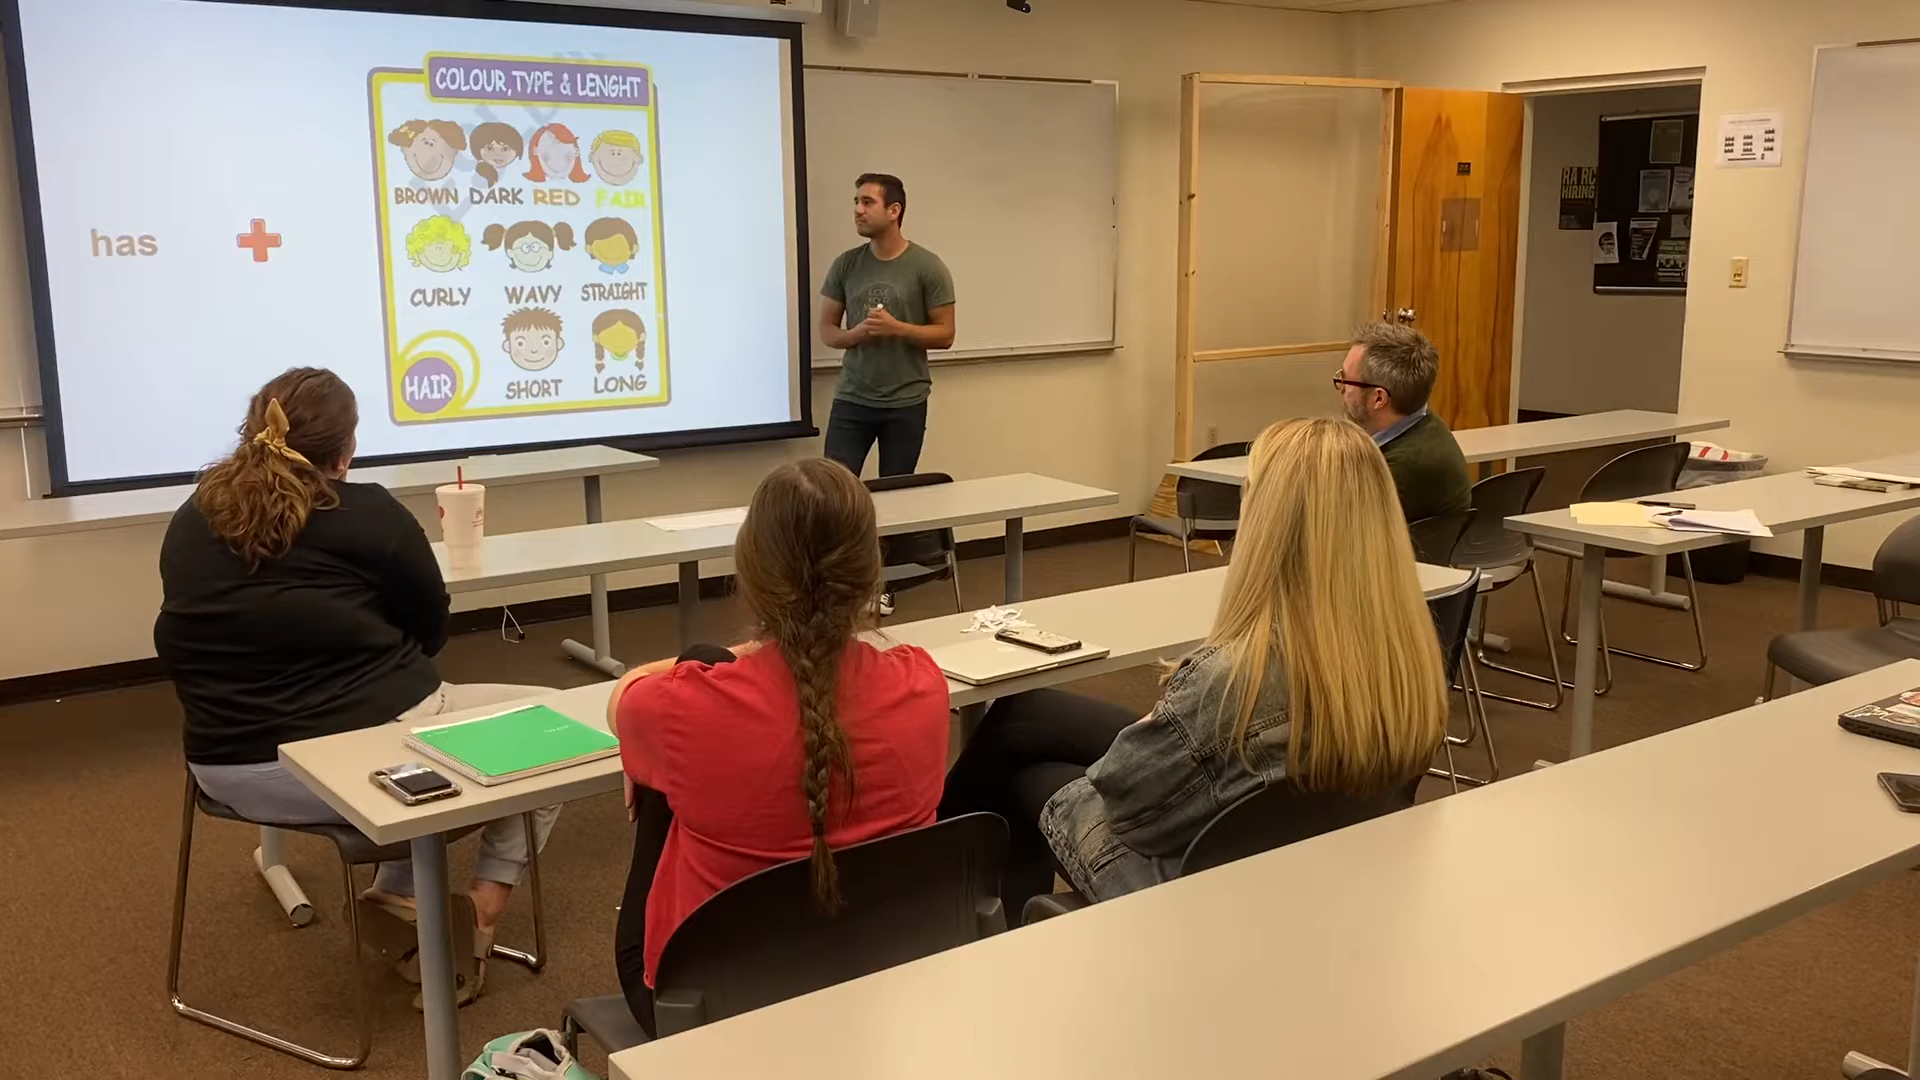 COLOUR, TYPE & LENGHT
BROWN DARK RED FAIR
has
CURLY WAVY STRAIGHT
HAIR
SHORT LONG
RA RC
HIRING